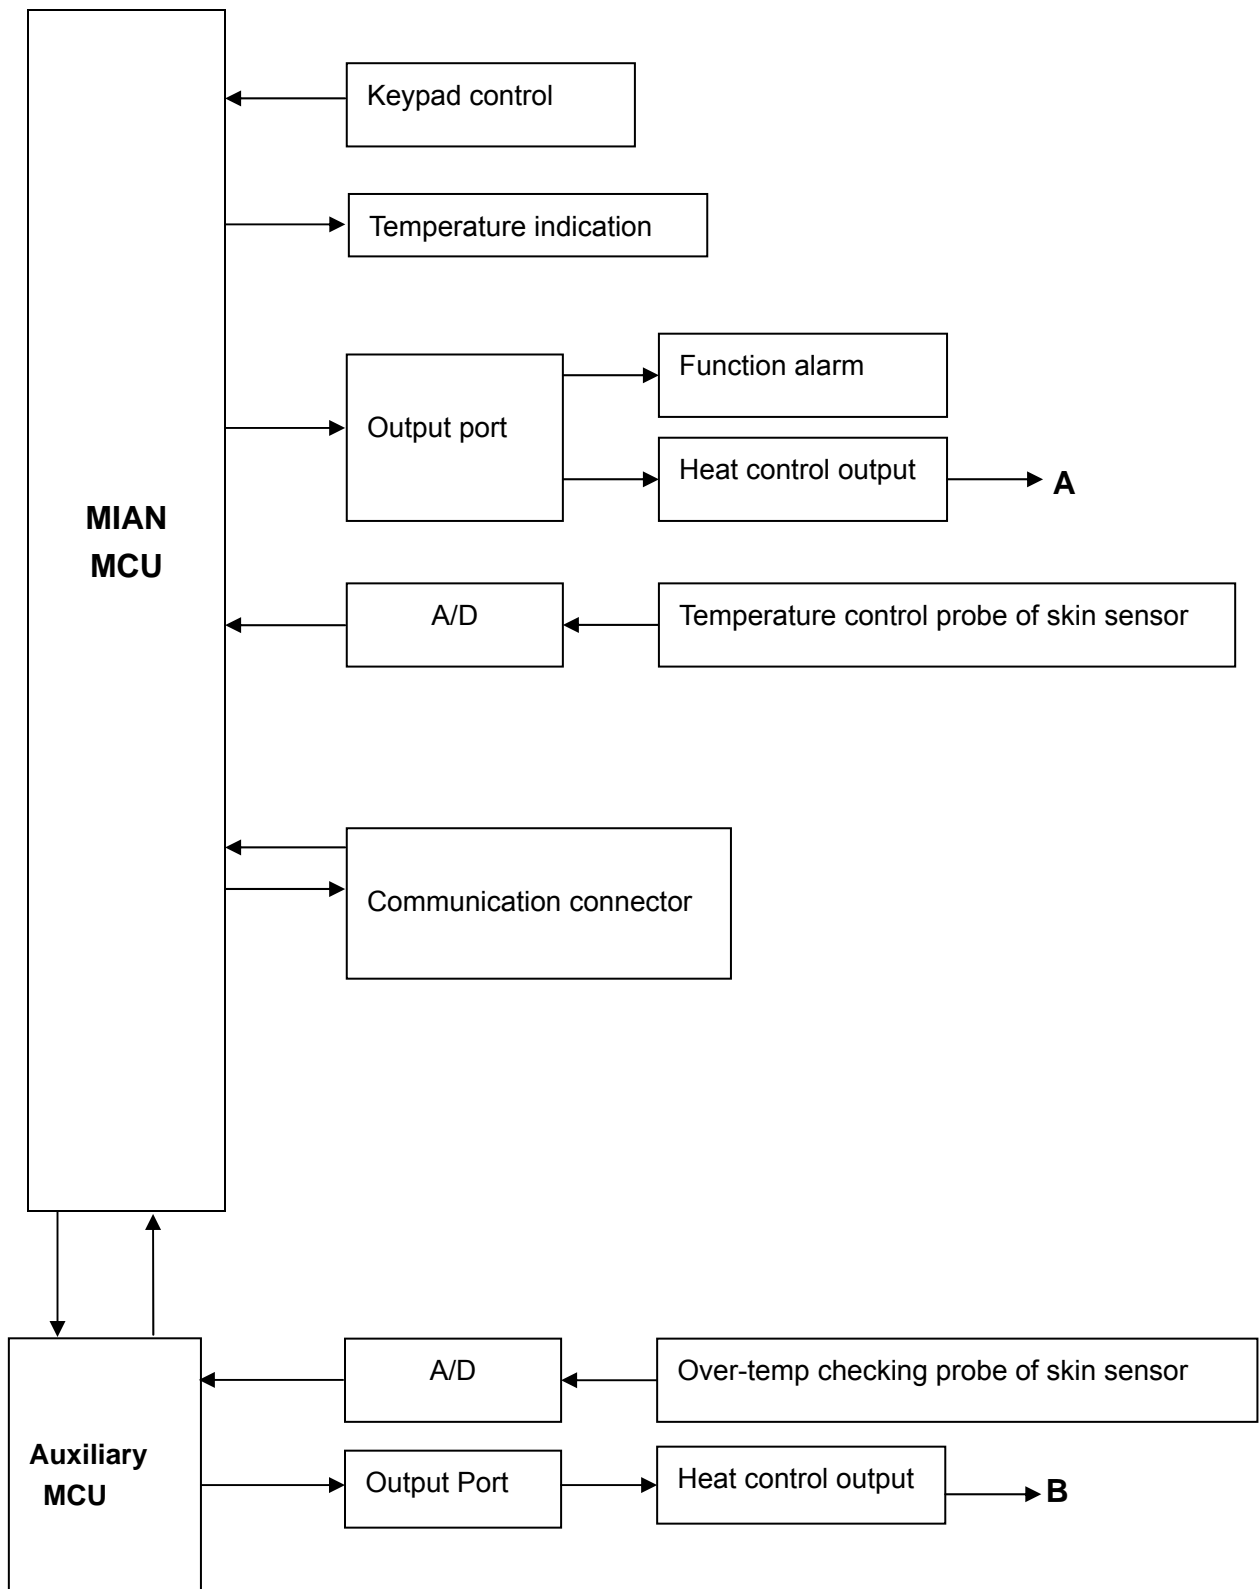 Keypad control
Temperature indication
Function alarm
Output port
Heat control output
A
MIAN
MCU
A/D
Temperature control probe of skin sensor
Communication connector
A/D
Over-temp checking probe of skin sensor
Auxiliary
MCU
Output Port
Heat control output
B